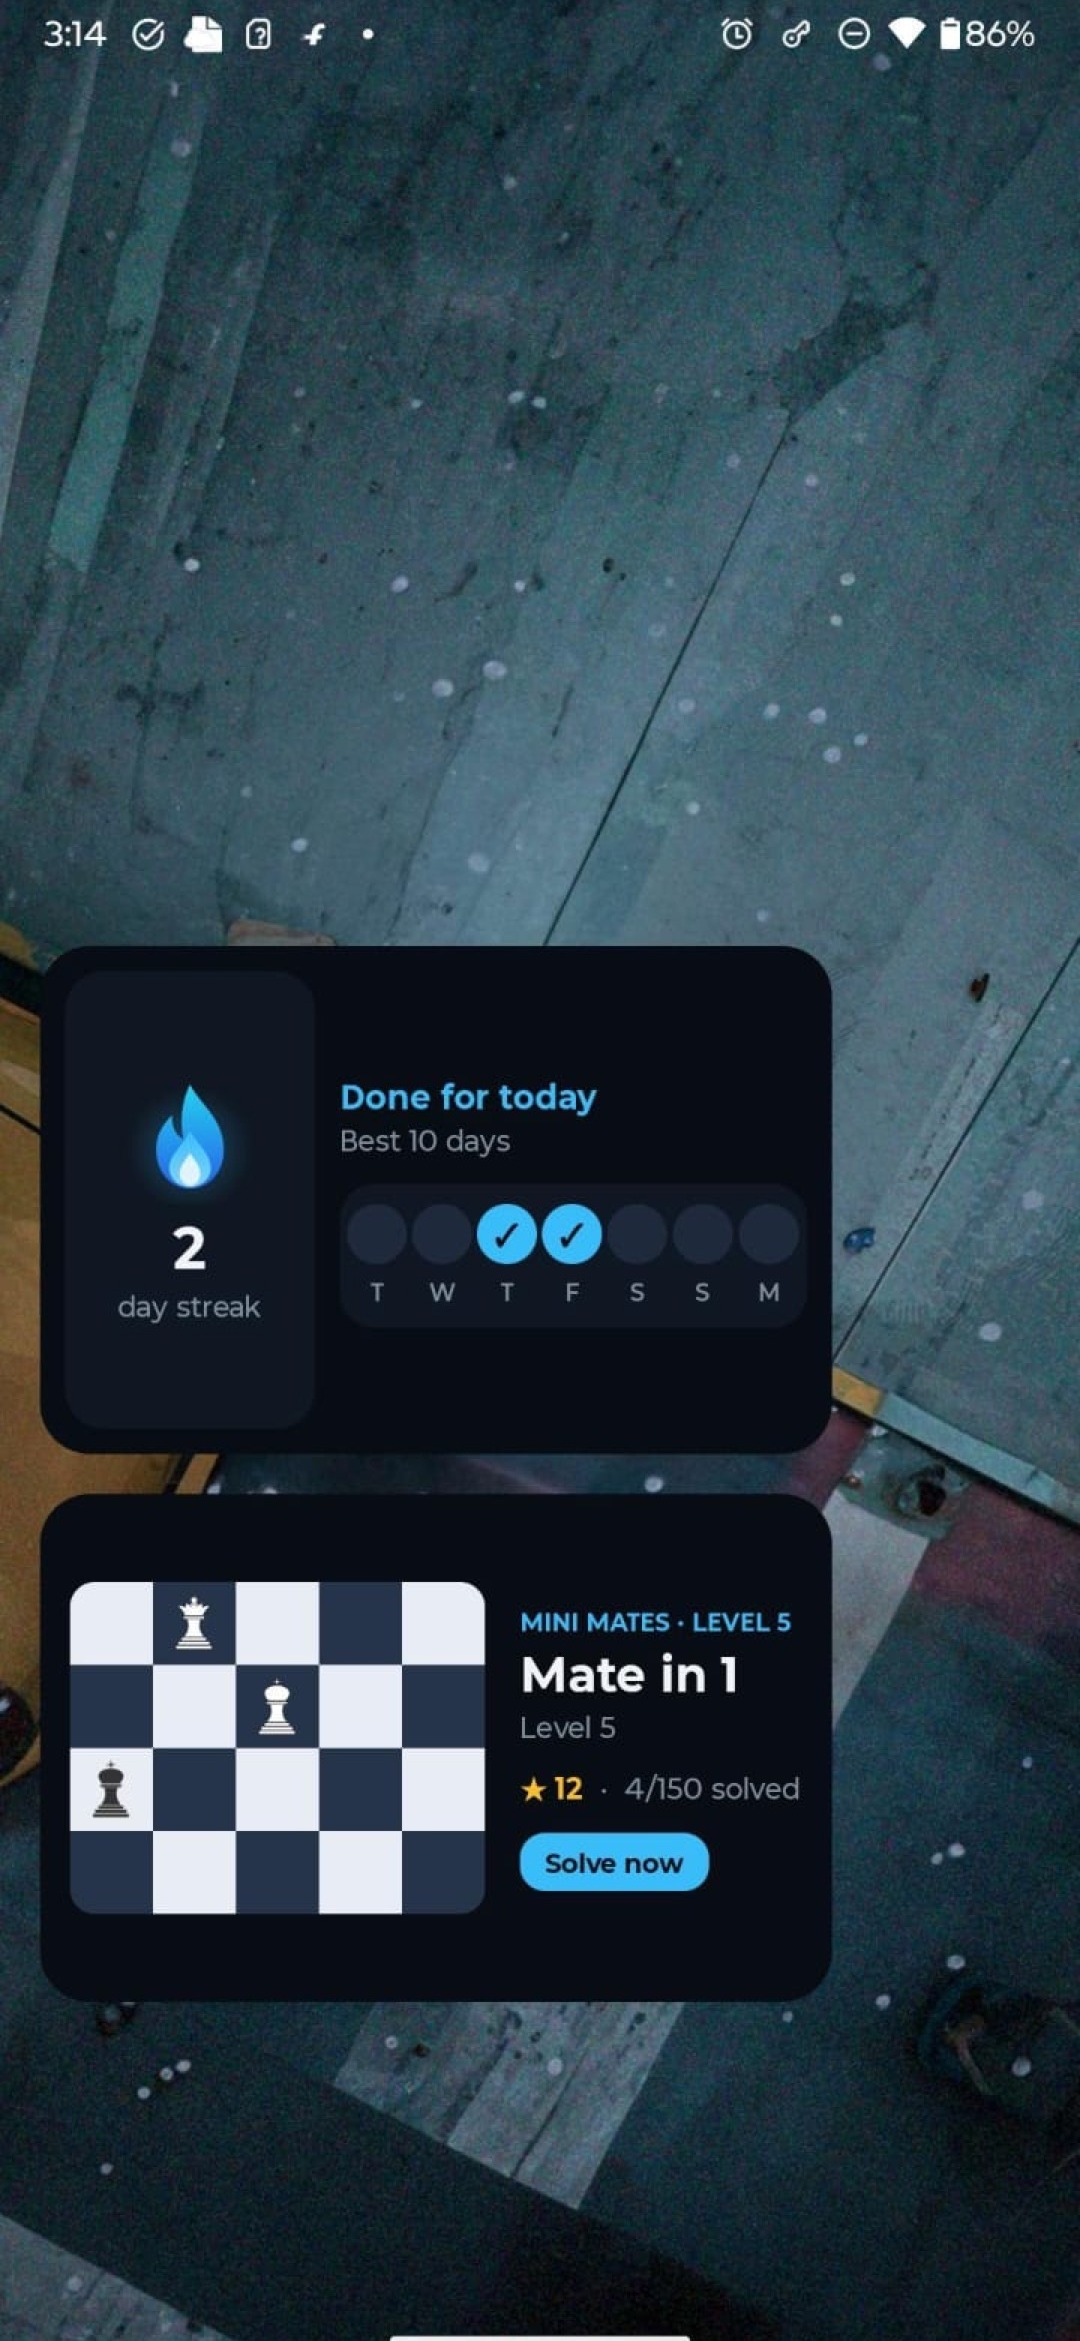 3:14 86%
Done for today
Best 10 days
2
day streak
✓ ✓
T W T F S S M
MINI MATES · LEVEL 5
Mate in 1
Level 5
★ 12 · 4/150 solved
Solve now